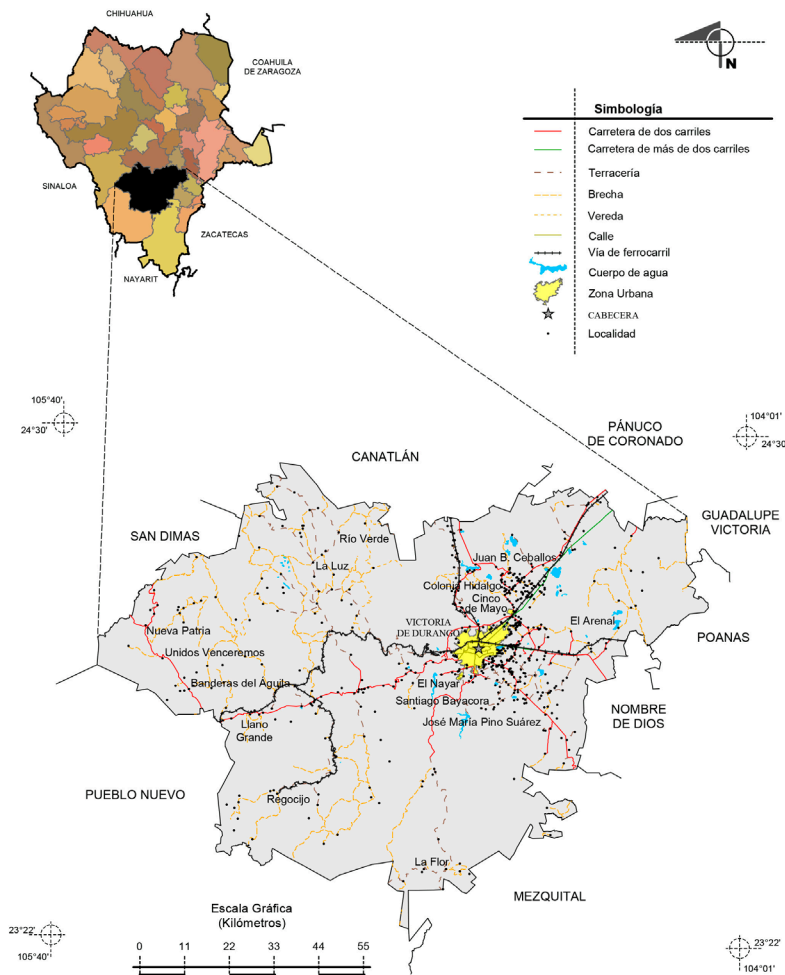 CHIHUAHUA
COAHUILA
DE ZARAGOZA
SINALOA
ZACATECAS
NAYARIT
N
Simbología
Carretera de dos carriles
Carretera de más de dos carriles
Terracería
Brecha
Vereda
Calle
Vía de ferrocarril
Cuerpo de agua
Zona Urbana
CABECERA
Localidad
105°40'
24°30'
104°01'
24°30'
PÁNUCO
DE CORONADO
CANATLÁN
GUADALUPE
VICTORIA
SAN DIMAS
Río Verde
La Luz
Juan B. Ceballos
Colonia Hidalgo
Cinco
de Mayo
VICTORIA
DE DURANGO
El Arenal
Nueva Patria
POANAS
Unidos Venceremos
Banderas del Aguila
El Nayar
Santiago Bayacora
José María Pino Suárez
NOMBRE
DE DIOS
Llano
Grande
PUEBLO NUEVO
Regocijo
La Flor
MEZQUITAL
Escala Gráfica
(Kilómetros)
0 11 22 33 44 55
23°22'
105°40'
23°22'
104°01'